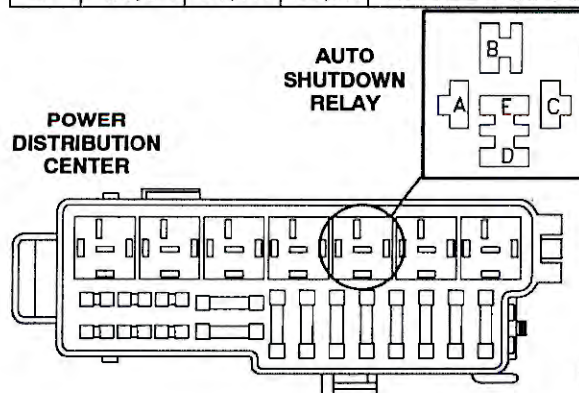 AUTO
SHUTDOWN
RELAY
POWER
DISTRIBUTION
CENTER
B
A
E
C
D